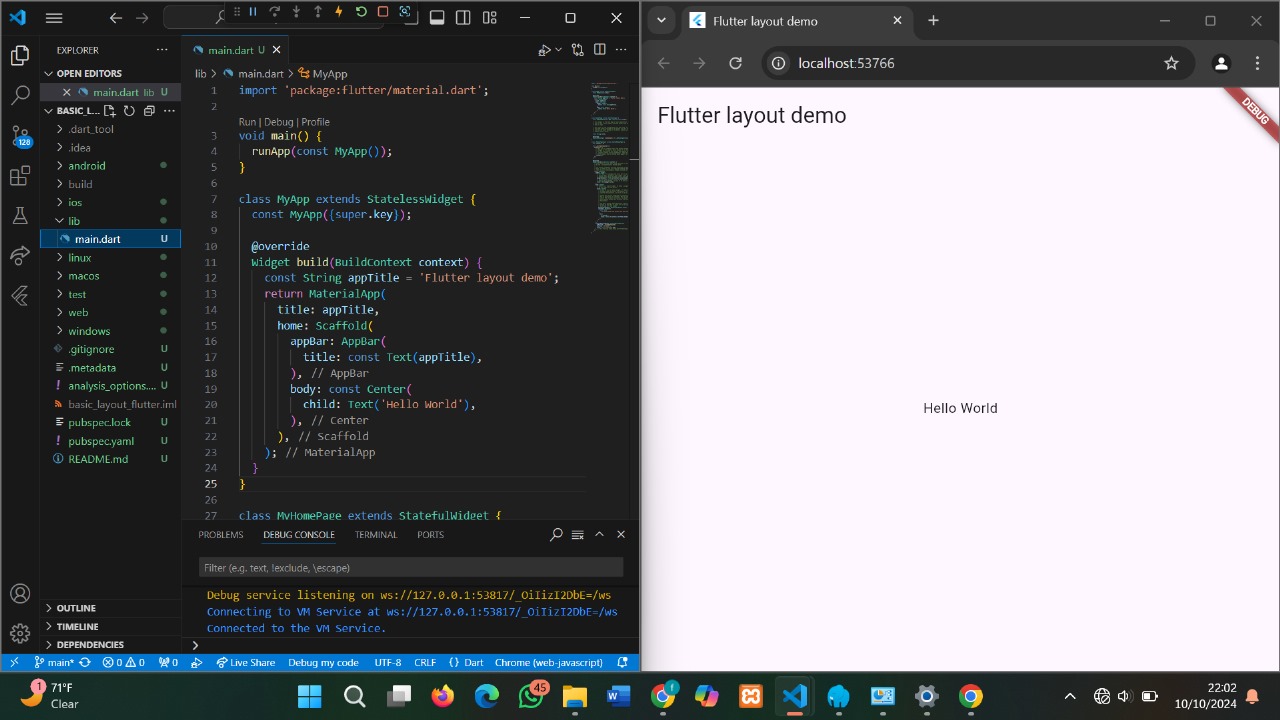 main.dart U
Flutter layout demo
localhost:53766
EXPLORER
OPEN EDITORS
main.dart lib U
BASIC L...
.dart_tool
.idea
android
build
ios
lib
main.dart U
linux
macos
test
web
windows
.gitignore U
.metadata U
analysis_options.... U
basic_layout_flutter.iml
pubspec.lock U
pubspec.yaml U
README.md U
OUTLINE
TIMELINE
DEPENDENCIES
128
lib > main.dart > MyApp
1 import 'package:flutter/material.dart';
2
Run | Debug | Profile
3 void main() {
4 runApp(const MyApp());
5 }
6
7 class MyApp extends StatelessWidget {
8 const MyApp({super.key});
9
10 @override
11 Widget build(BuildContext context) {
12 const String appTitle = 'Flutter layout demo';
13 return MaterialApp(
14 title: appTitle,
15 home: Scaffold(
16 appBar: AppBar(
17 title: const Text(appTitle),
18 ), // AppBar
19 body: const Center(
20 child: Text('Hello World'),
21 ), // Center
22 ), // Scaffold
23 ); // MaterialApp
24 }
25 }
26
27 class MyHomePage extends StatefulWidget {
PROBLEMS DEBUG CONSOLE TERMINAL PORTS
Filter (e.g. text, !exclude, \escape)
Debug service listening on ws://127.0.0.1:53817/_OiIizI2DbE=/ws
Connecting to VM Service at ws://127.0.0.1:53817/_OiIizI2DbE=/ws
Connected to the VM Service.
main* 0 0 0 Live Share Debug my code UTF-8 CRLF {} Dart Chrome (web-javascript)
Flutter layout demo
DEBUG
Hello World
1
71°F
Clear
45
22:02
10/10/2024